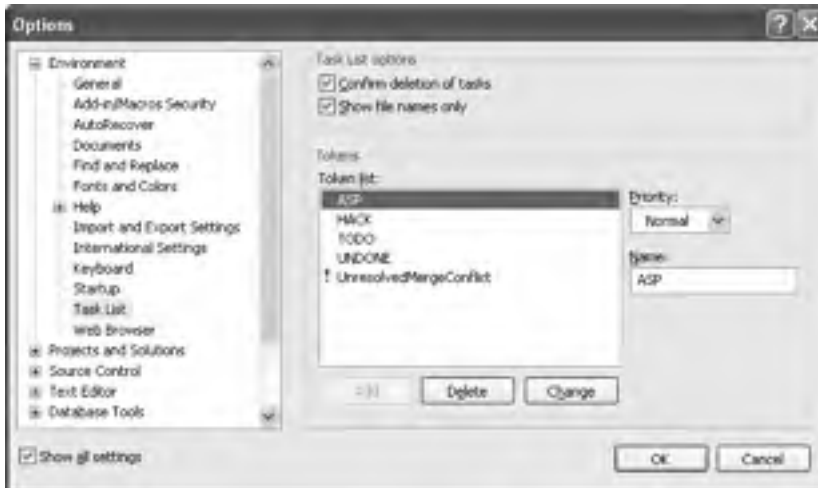 Options
Environment
General
Add-in/Macros Security
AutoRecover
Documents
Find and Replace
Fonts and Colors
Help
Import and Export Settings
International Settings
Keyboard
Startup
Task List
Web Browser
Projects and Solutions
Source Control
Text Editor
Database Tools
Show all settings
Task List options
Confirm deletion of tasks
Show file names only
Tokens
Token list:
ASP
HACK
TODO
UNDONE
! UnresolvedMergeConflict
Priority:
Normal
Name:
ASP
Delete
Change
OK
Cancel